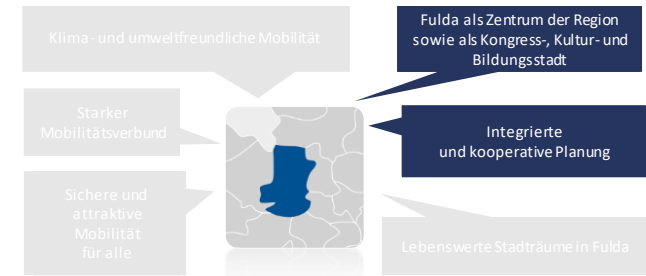 Klima- und umweltfreundliche Mobilität
Fulda als Zentrum der Region
sowie als Kongress-, Kultur- und
Bildungsstadt
Starker
Mobilitätsverbund
Integrierte
und kooperative Planung
Sichere und
attraktive
Mobilität
für alle
Lebenswerte Stadträume in Fulda